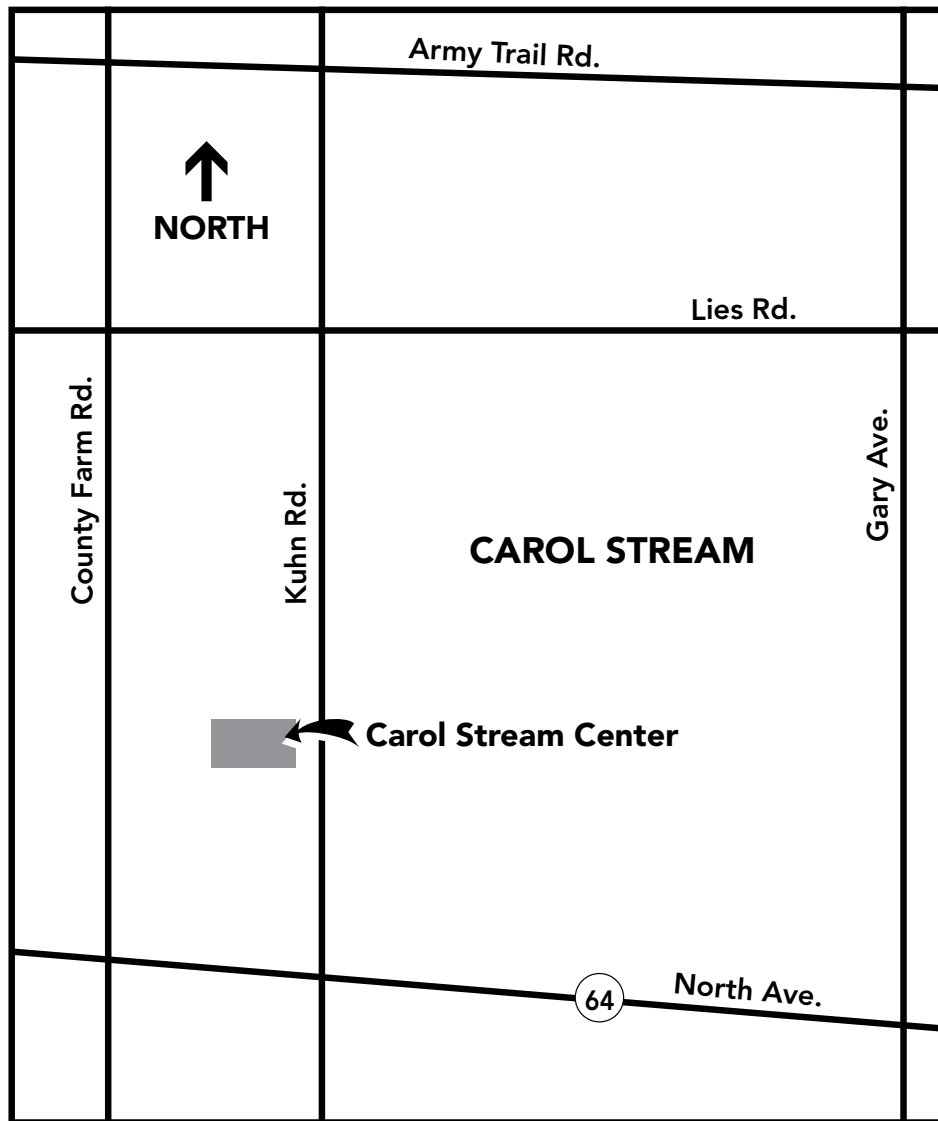 Army Trail Rd.
NORTH
Lies Rd.
County Farm Rd.
Kuhn Rd.
Gary Ave.
CAROL STREAM
Carol Stream Center
64
North Ave.